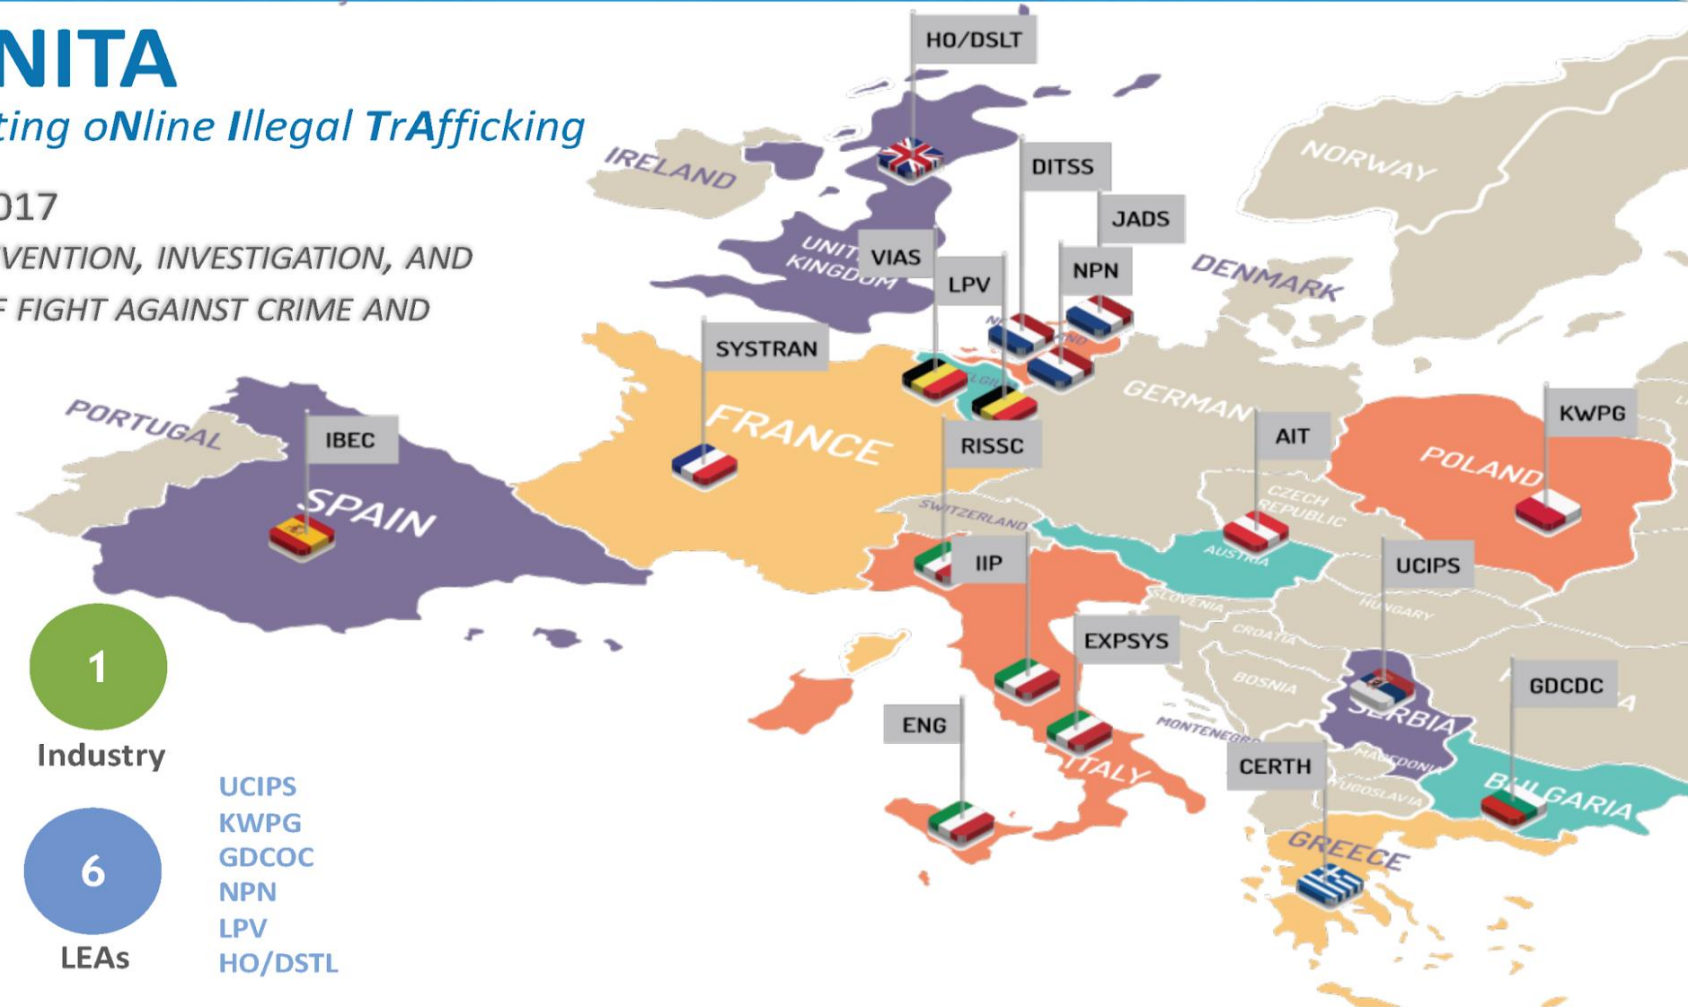 NITA
ting oNline Illegal TrAfficking
017
VENTION, INVESTIGATION, AND
F FIGHT AGAINST CRIME AND
HO/DSLT
IRELAND
DITSS
NORWAY
JADS
VIAS
UNIT
KINGDOM
LPV
NPN
DENMARK
SYSTRAN
PORTUGAL
IBEC
FRANCE
GERMAN
KWPG
AIT
RISSC
POLAND
SPAIN
CZECH
REPUBLIC
SWITZERLAND
AUSTRIA
IIP
UCIPS
SLOVENIA
HUNGARY
CROATIA
EXPSYS
BOSNIA
GDCDC
SERBIA
ENG
MONTENEGR
MACEDONIA
CERTH
ITALY
YUGOSLAVIA
BULGARIA
GREECE
1
Industry
6
LEAs
UCIPS
KWPG
GDCOC
NPN
LPV
HO/DSTL